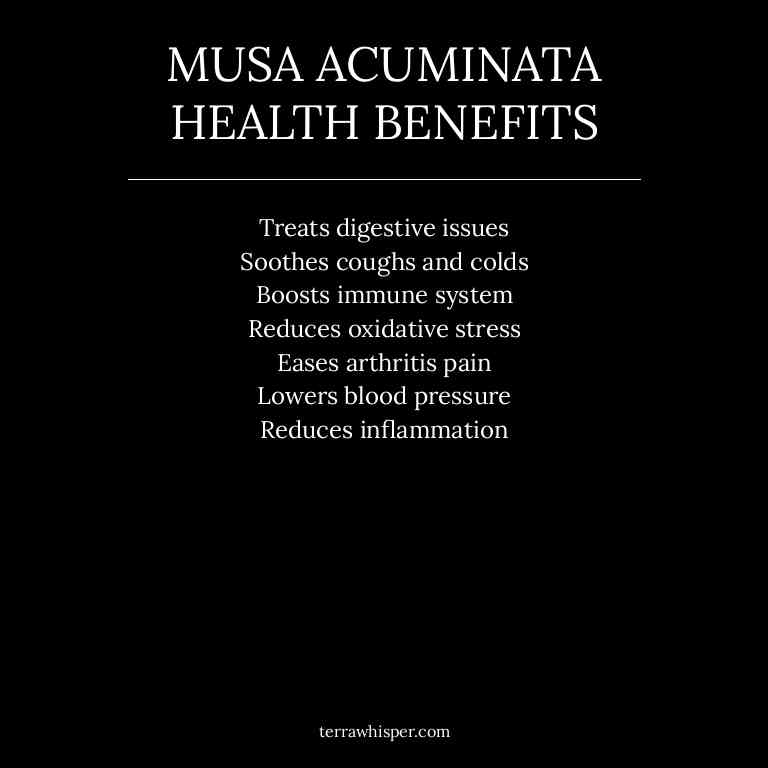 MUSA ACUMINATA
HEALTH BENEFITS
Treats digestive issues
Soothes coughs and colds
Boosts immune system
Reduces oxidative stress
Eases arthritis pain
Lowers blood pressure
Reduces inflammation
terrawhisper.com